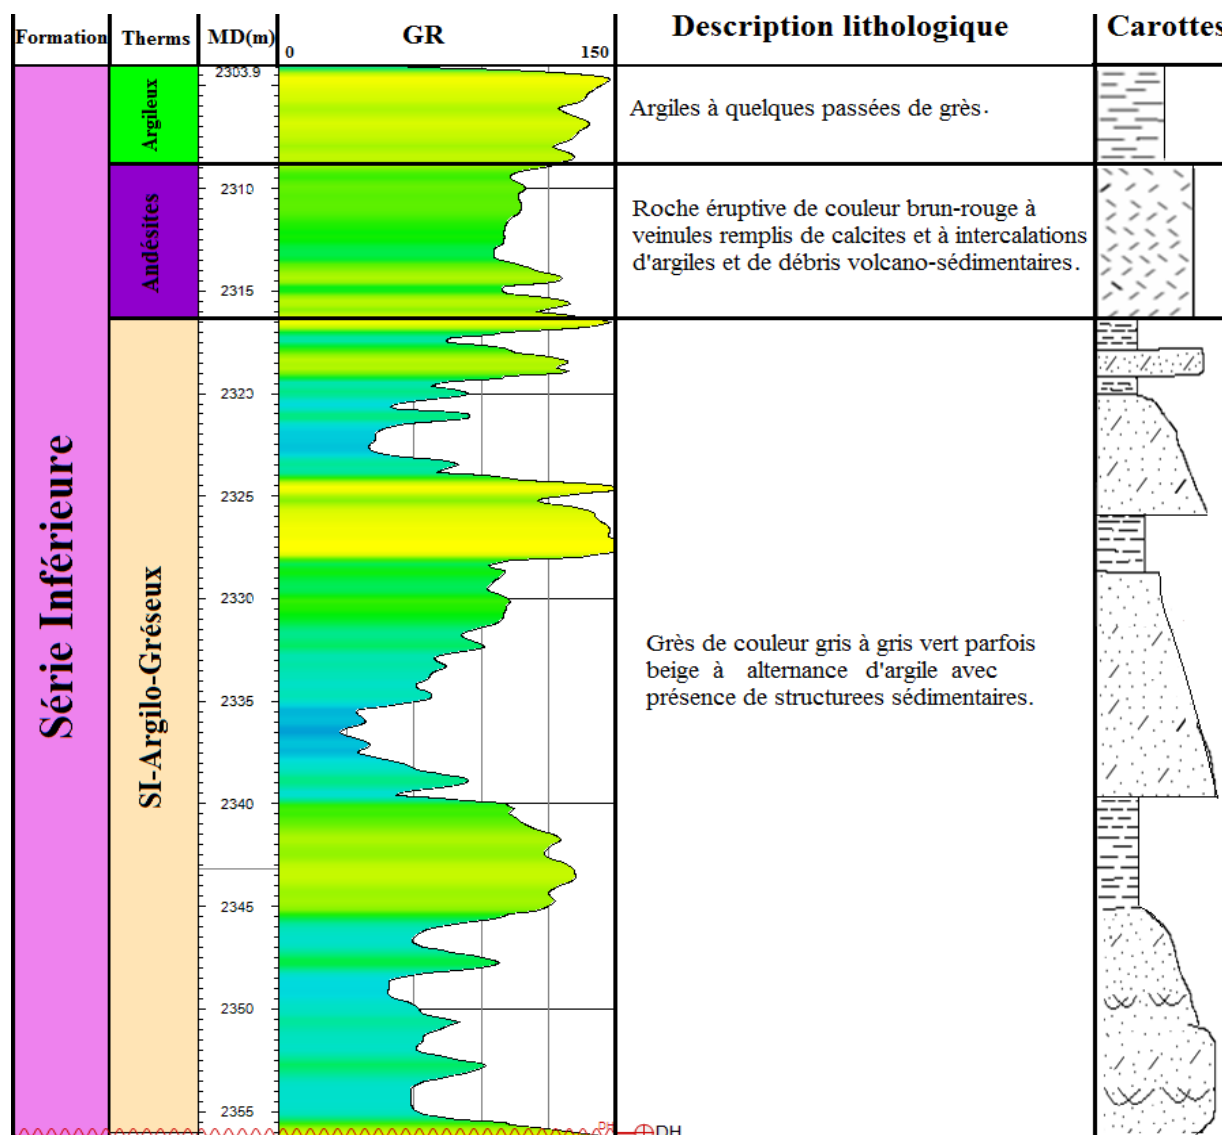 Formation Therms MD(m) GR Description lithologique Carottes
0 150
2303.9
Argileux
Argiles à quelques passées de grès.
Andésites
2310
Roche éruptive de couleur brun-rouge à
veinules remplis de calcites et à intercalations
d'argiles et de débris volcano-sédimentaires.
2315
Série Inférieure
SI-Argilo-Gréseux
2320
2325
2330
Grès de couleur gris à gris vert parfois
beige à alternance d'argile avec
présence de structurees sédimentaires.
2335
2340
2345
2350
2355
DH
DH